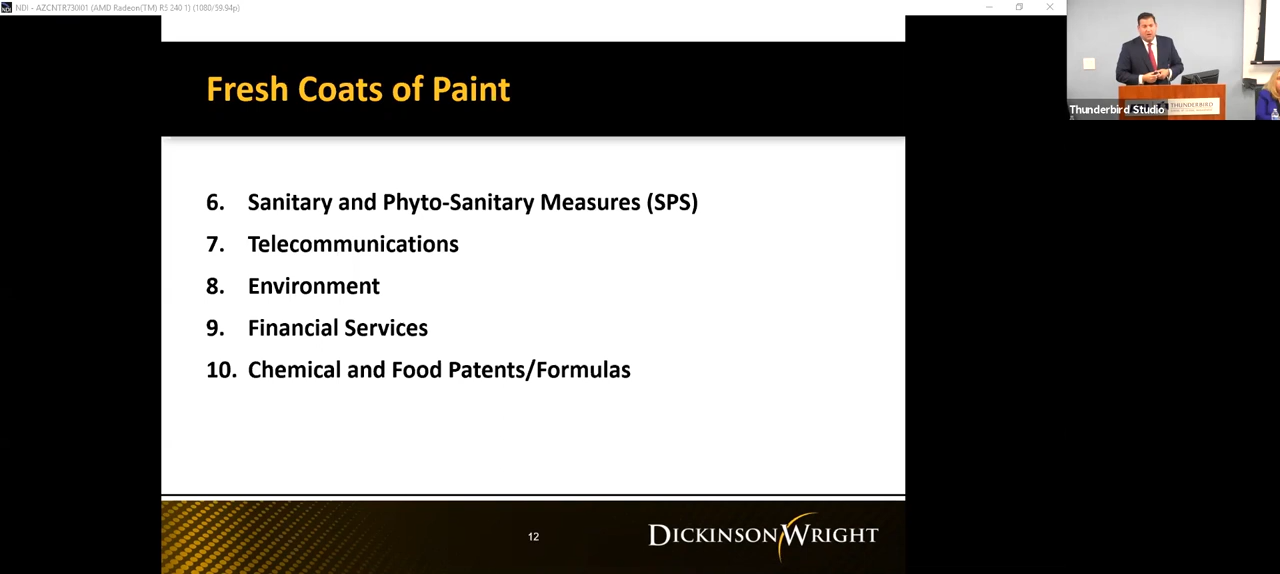 NDI - AZCNTR730I01 (AMD Radeon(TM) R5 240 1) (1080/59.94p)
Fresh Coats of Paint
6. Sanitary and Phyto-Sanitary Measures (SPS)
7. Telecommunications
8. Environment
9. Financial Services
10. Chemical and Food Patents/Formulas
12
DICKINSON WRIGHT
Thunderbird Studio
THUNDERBIRD